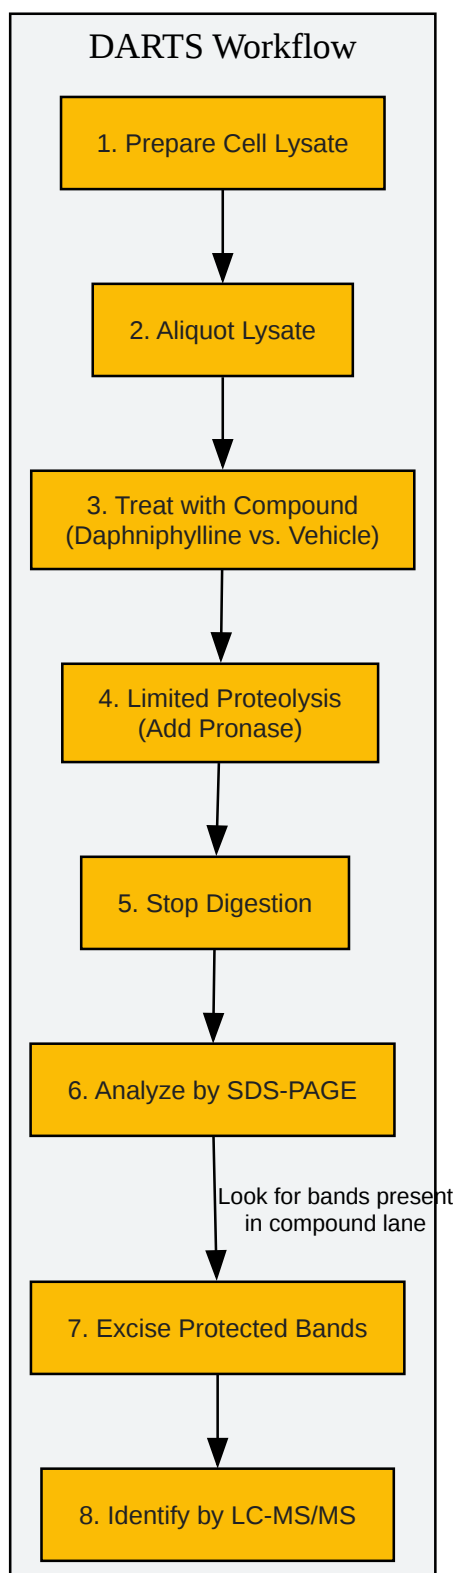 DARTS Workflow
1. Prepare Cell Lysate
2. Aliquot Lysate
3. Treat with Compound
(Daphniphylline vs. Vehicle)
4. Limited Proteolysis
(Add Pronase)
5. Stop Digestion
6. Analyze by SDS-PAGE
Look for bands present
in compound lane
7. Excise Protected Bands
8. Identify by LC-MS/MS